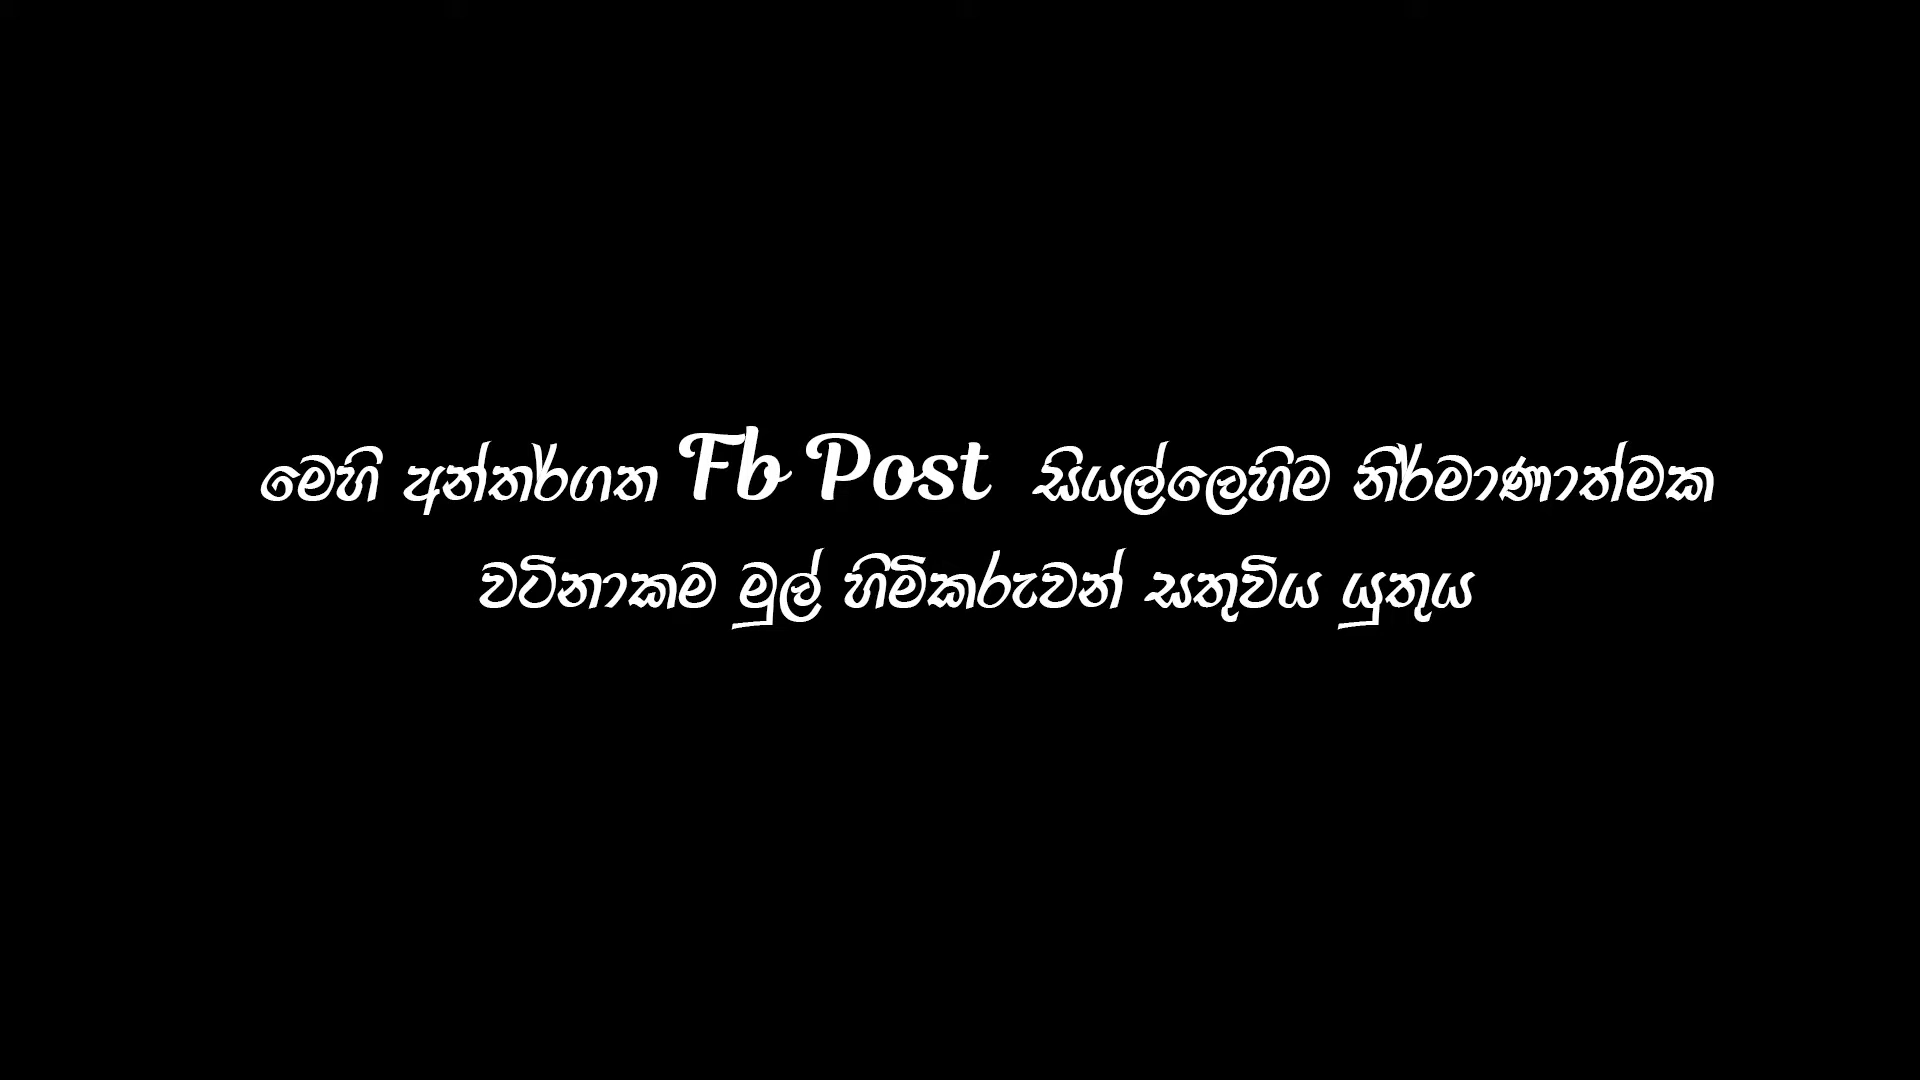 මෙහි අන්තර්ගත Fb Post සියල්ලෙහිම නිර්මාණාත්මක
වටිනාකම මුල් හිමිකරුවන් සතුවිය යුතුය